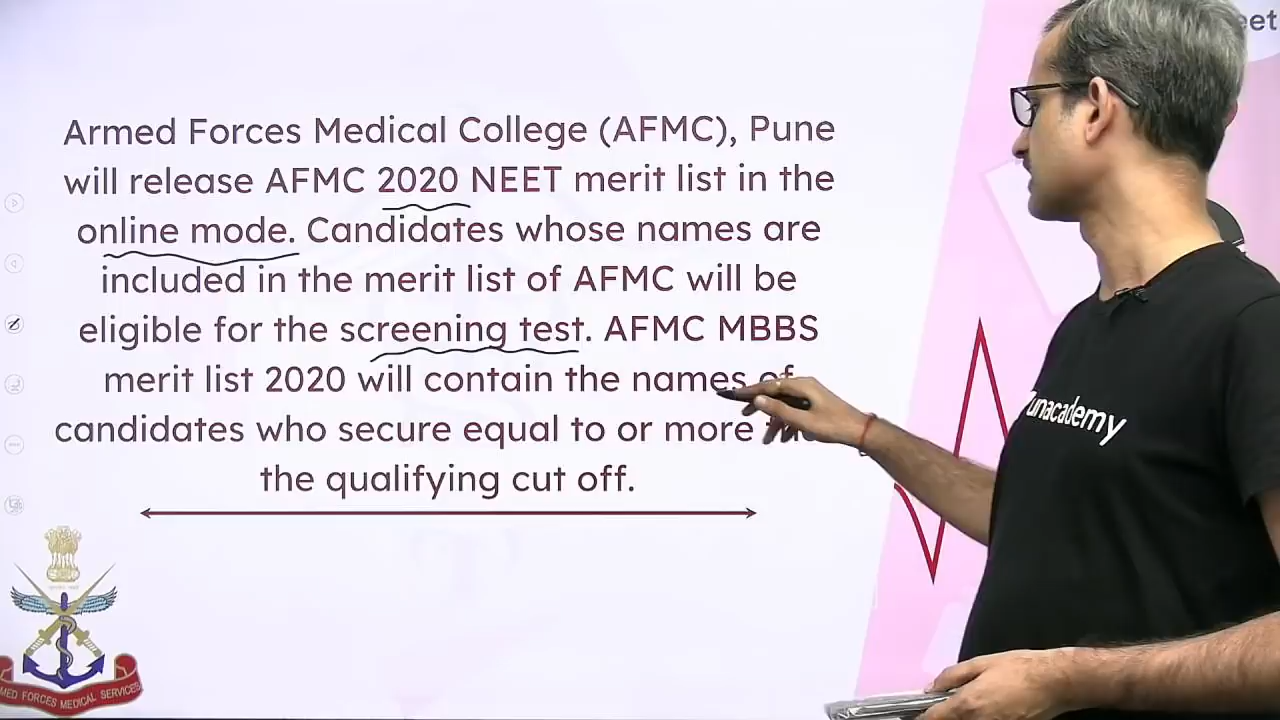 eet
Armed Forces Medical College (AFMC), Pune
will release AFMC 2020 NEET merit list in the
online mode. Candidates whose names are
included in the merit list of AFMC will be
eligible for the screening test. AFMC MBBS
merit list 2020 will contain the names of
candidates who secure equal to or more
the qualifying cut off.
unacademy
MED FORCES MEDICAL SERVICES